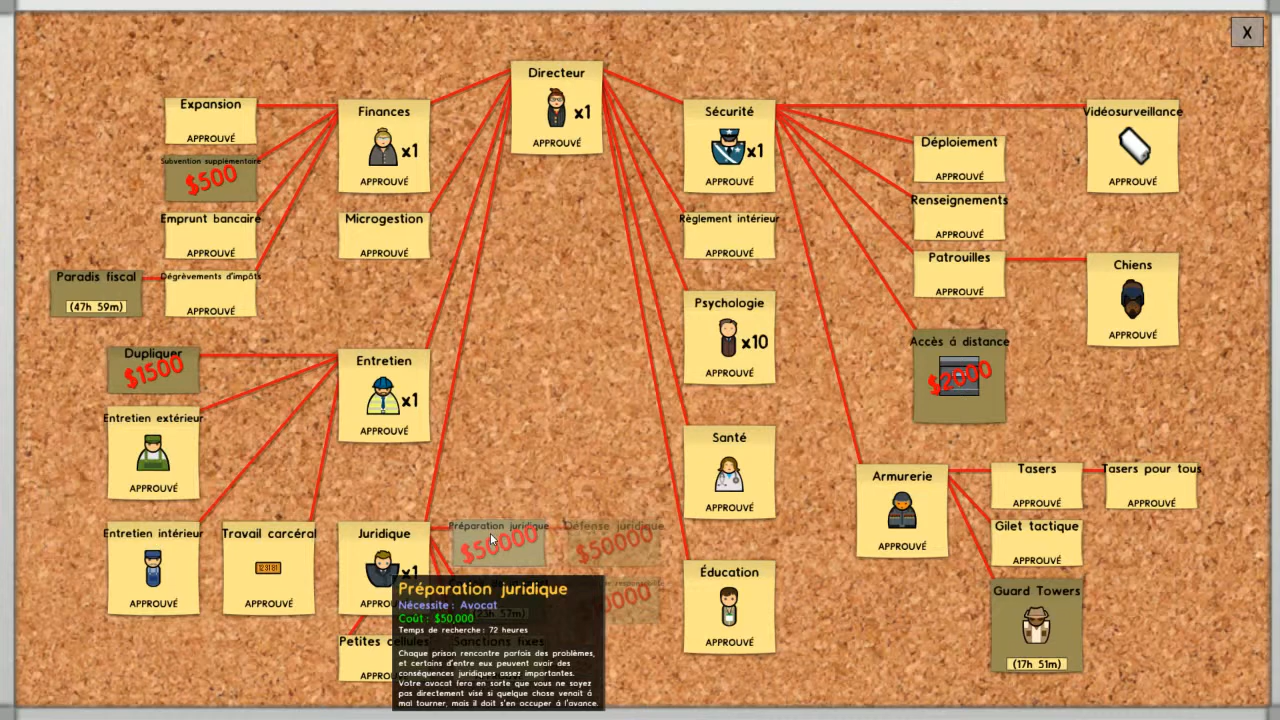 X
Directeur
x1
APPROUVÉ
Expansion
APPROUVÉ
Finances
x1
APPROUVÉ
Subvention supplémentaire
$500
Emprunt bancaire
APPROUVÉ
Microgestion
APPROUVÉ
Paradis fiscal
(47h 59m)
Dégrèvements d'impôts
APPROUVÉ
Sécurité
x1
APPROUVÉ
Vidéosurveillance
APPROUVÉ
Déploiement
APPROUVÉ
Renseignements
APPROUVÉ
Règlement intérieur
APPROUVÉ
Patrouilles
APPROUVÉ
Chiens
APPROUVÉ
Psychologie
x10
APPROUVÉ
Accès à distance
$2000
Dupliquer
$1500
Entretien
x1
APPROUVÉ
Entretien extérieur
APPROUVÉ
Santé
APPROUVÉ
Armurerie
APPROUVÉ
Tasers
APPROUVÉ
Tasers pour tous
APPROUVÉ
Gilet tactique
APPROUVÉ
Guard Towers
(17h 51m)
Entretien intérieur
APPROUVÉ
Travail carcéral
APPROUVÉ
Juridique
x1
APPRO
Préparation juridique
$50000
Défense juridique
$50000
Éducation
APPROUVÉ
Petites cellules
APPRO
Sanctions fixes
Préparation juridique
Nécessite : Avocat
Coût : $50,000
Temps de recherche : 72 heures
Chaque prison rencontre parfois des problèmes,
et certains d'entre eux peuvent avoir des
conséquences juridiques assez importantes.
Votre avocat fera en sorte que vous ne soyez
pas directement visé si quelque chose venait à
mal tourner, mais il doit s'en occuper à l'avance.